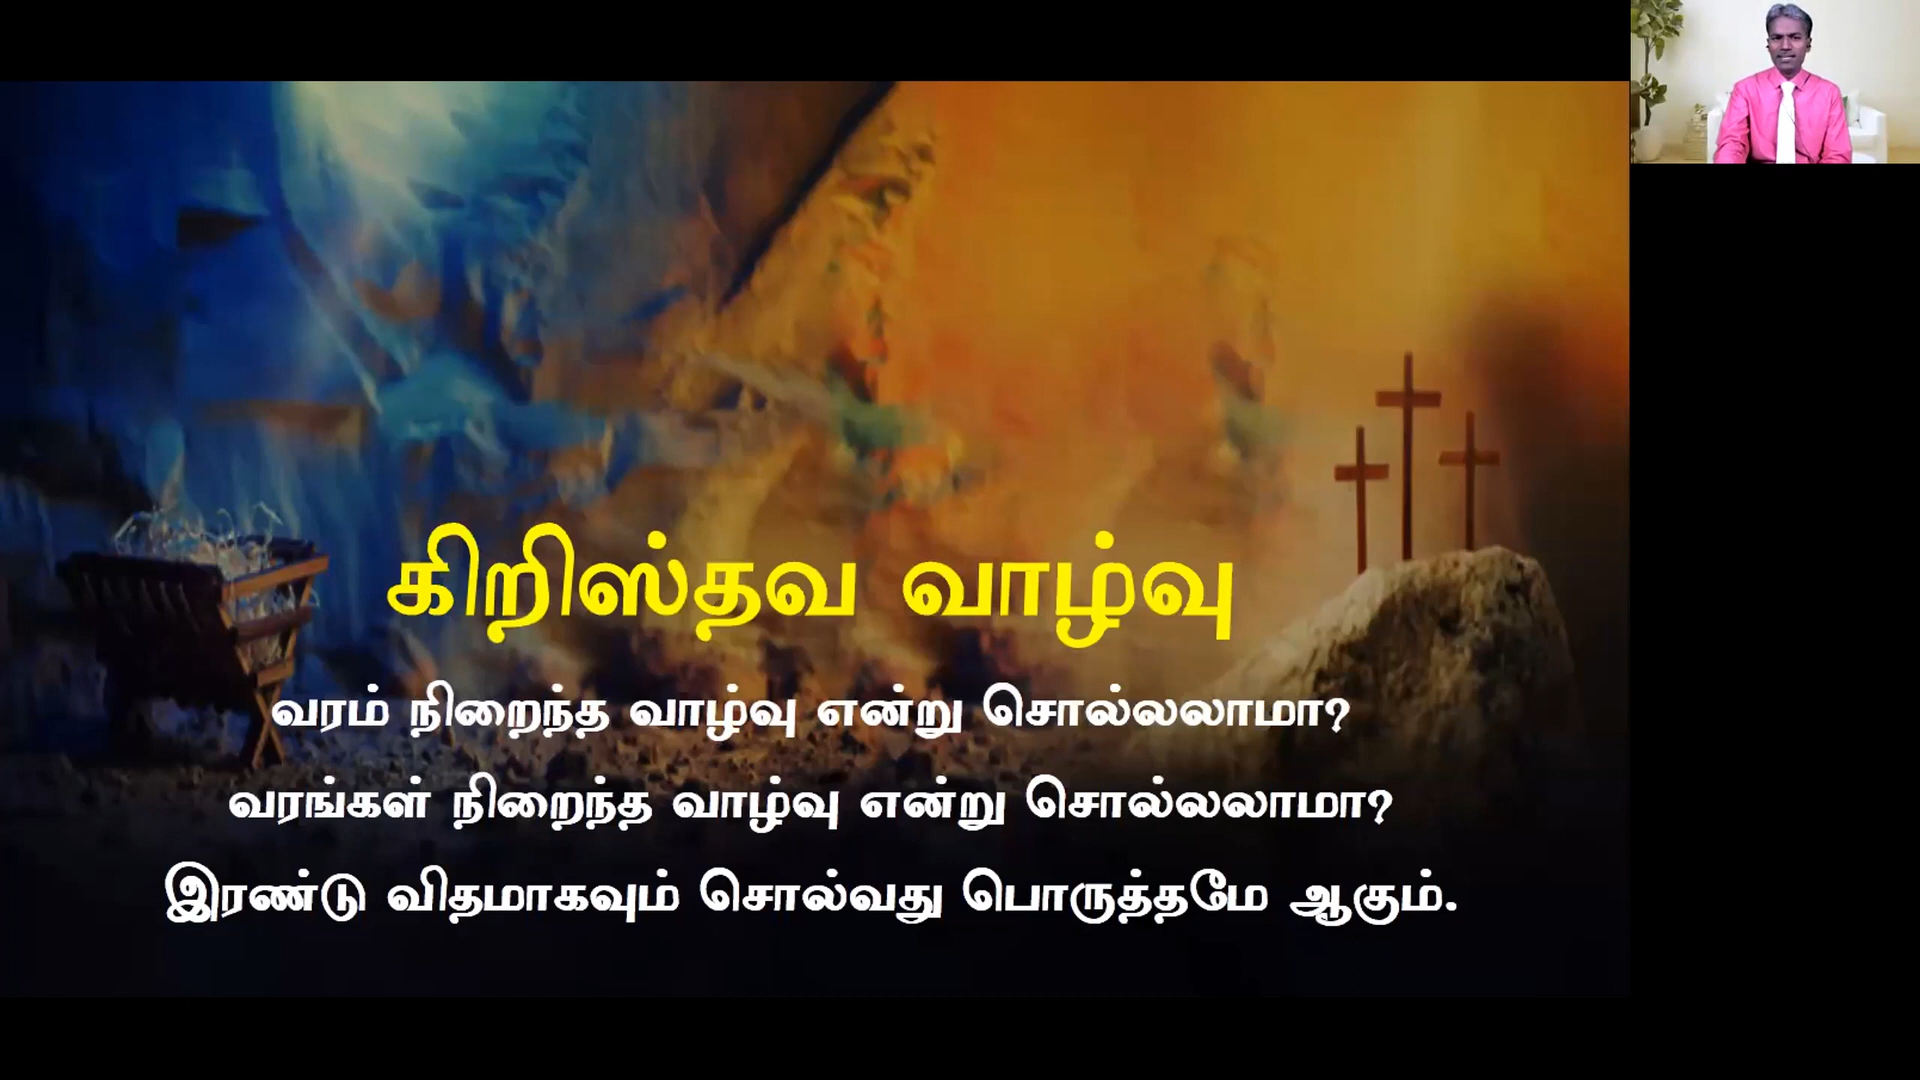 கிறிஸ்தவ வாழ்வு
வரம் நிறைந்த வாழ்வு என்று சொல்லலாமா?
வரங்கள் நிறைந்த வாழ்வு என்று சொல்லலாமா?
இரண்டு விதமாகவும் சொல்வது பொருத்தமே ஆகும்.